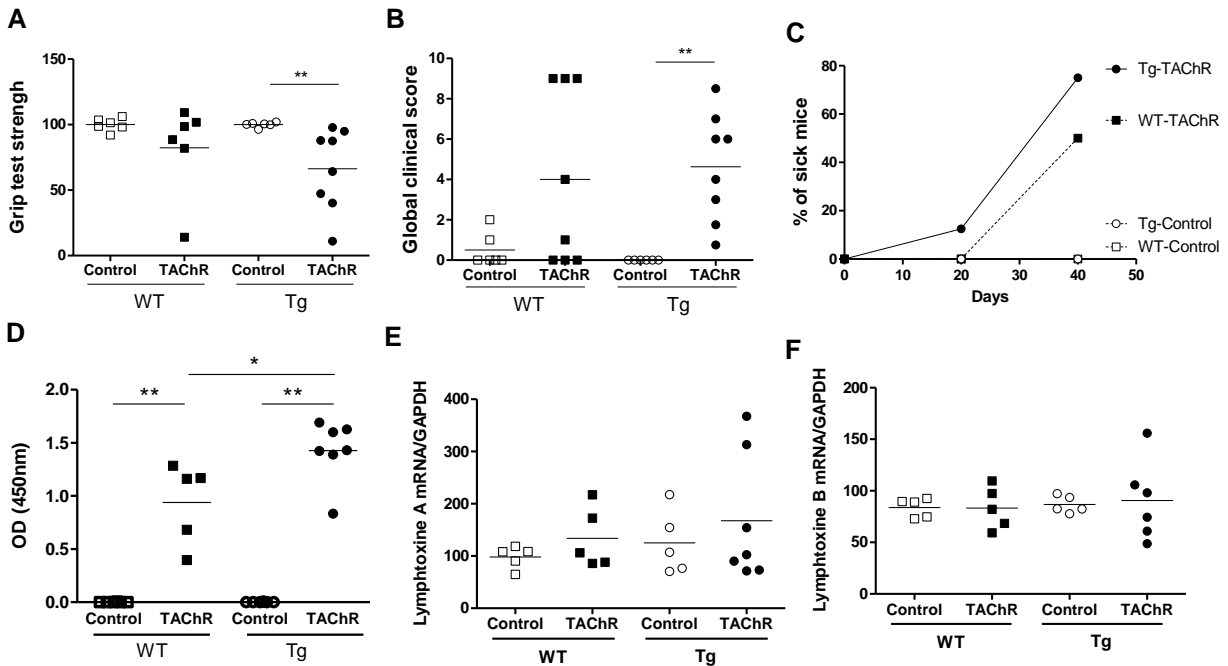 A
Grip test strengh
150
100
50
0
**
Control TAChR Control TAChR
WT Tg
B
Global clinical score
10
8
6
4
2
0
**
Control TAChR Control TAChR
WT Tg
C
% of sick mice
80
60
40
20
0
0 10 20 30 40 50
Days
Tg-TAChR
WT-TAChR
Tg-Control
WT-Control
D
OD (450nm)
2.0
1.5
1.0
0.5
0.0
*
** **
Control TAChR Control TAChR
WT Tg
E
Lymphtoxine A mRNA/GAPDH
400
300
200
100
0
Control TAChR Control TAChR
WT Tg
F
Lymphtoxine B mRNA/GAPDH
200
150
100
50
0
Control TAChR Control TAChR
WT Tg